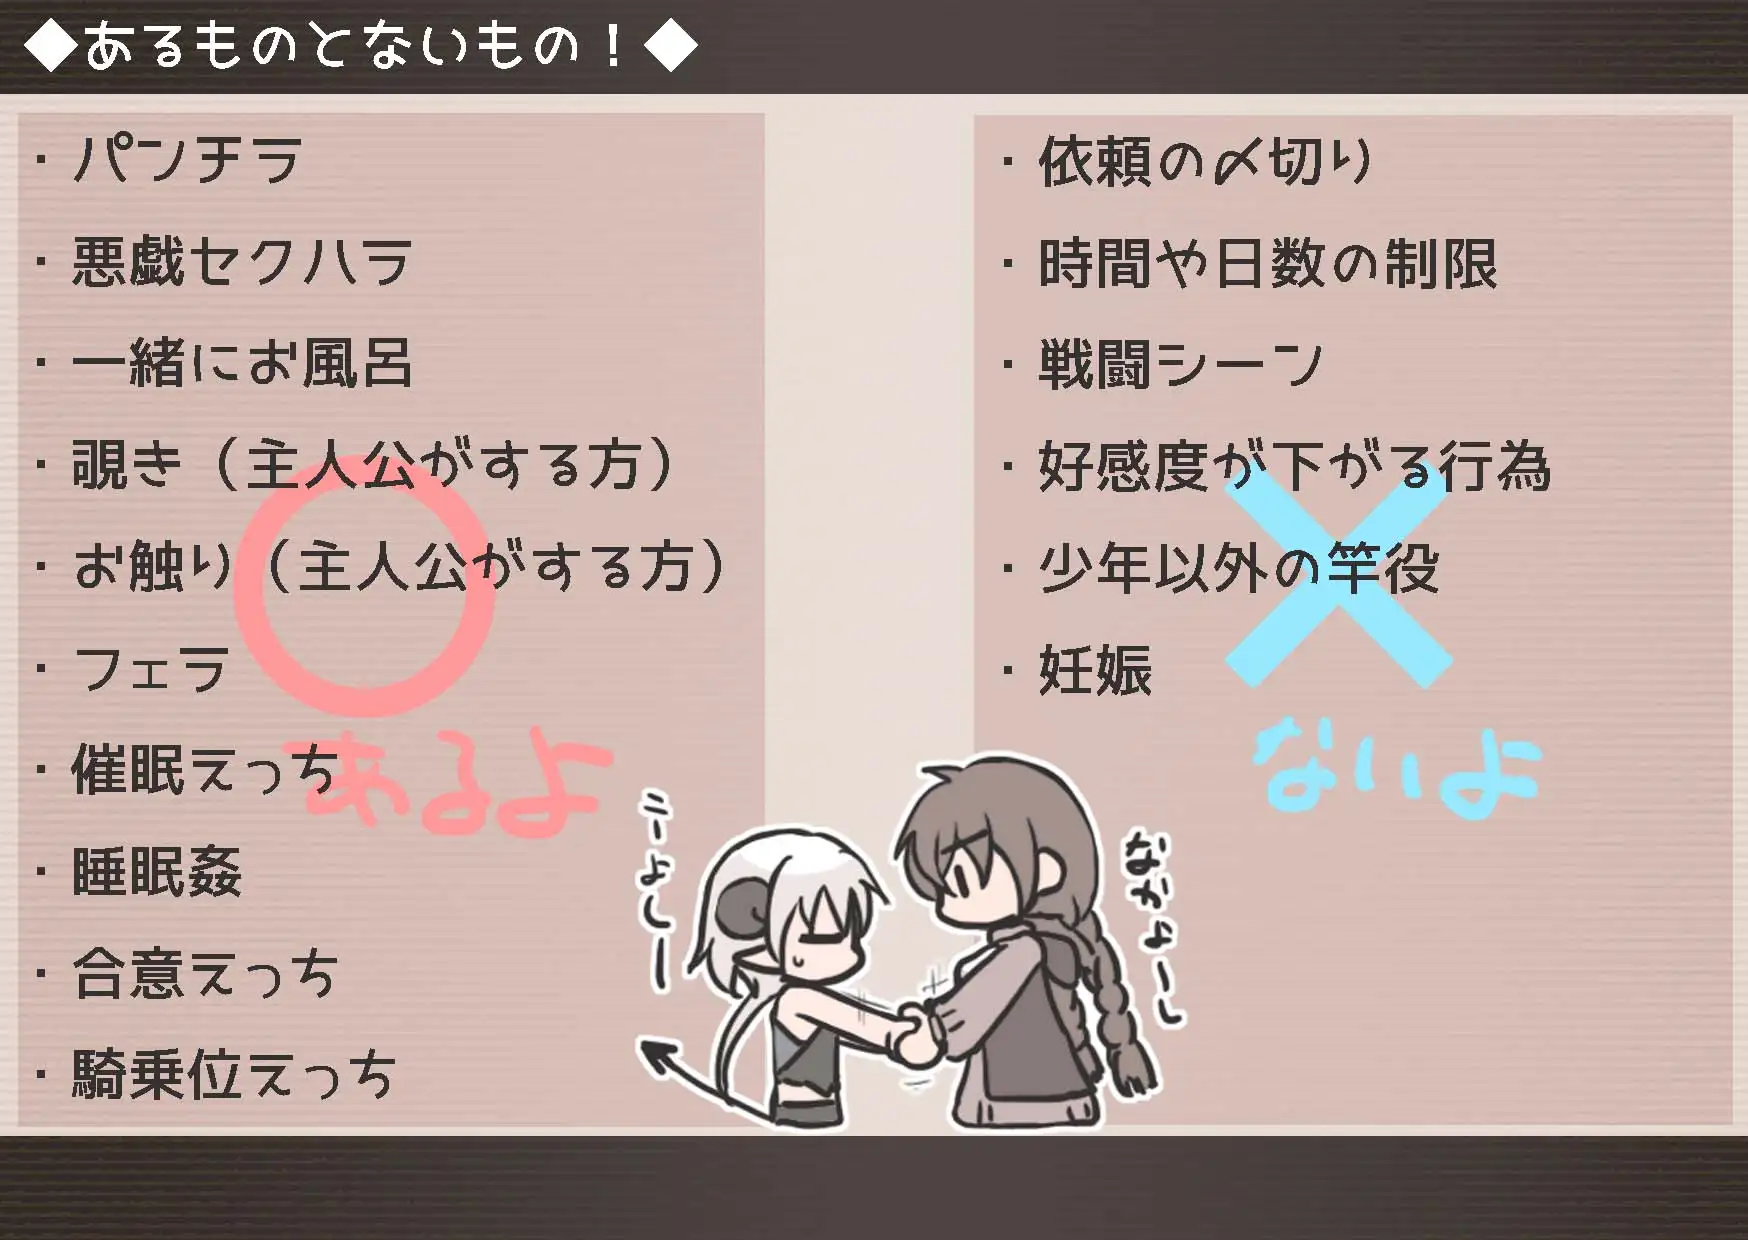 ◆あるものとないもの！◆
・パンチラ
・悪戯セクハラ
・一緒にお風呂
・覗き（主人公がする方）
・お触り（主人公がする方）
・フェラ
・催眠えっち
・睡眠姦
・合意えっち
・騎乗位えっち
あるよ
・依頼の〆切り
・時間や日数の制限
・戦闘シーン
・好感度が下がる行為
・少年以外の竿役
・妊娠
ないよ
うーよしー
なかよーし